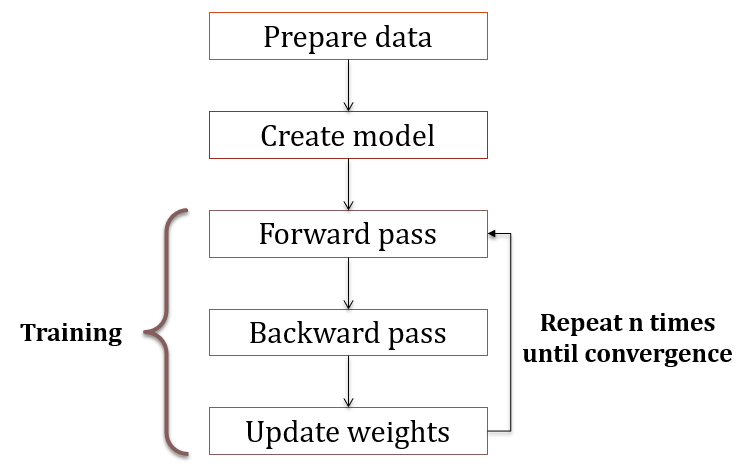 Prepare data
Create model
Forward pass
Backward pass
Update weights
Training
Repeat n times
until convergence